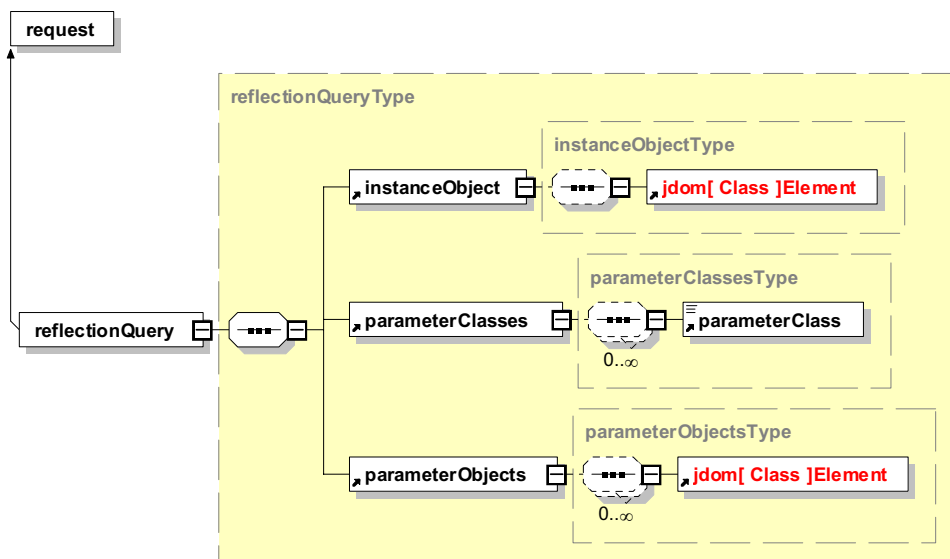 request
reflectionQueryType
instanceObjectType
instanceObject
jdom[ Class ]Element
parameterClassesType
reflectionQuery
parameterClasses
parameterClass
0..∞
parameterObjectsType
parameterObjects
jdom[ Class ]Element
0..∞